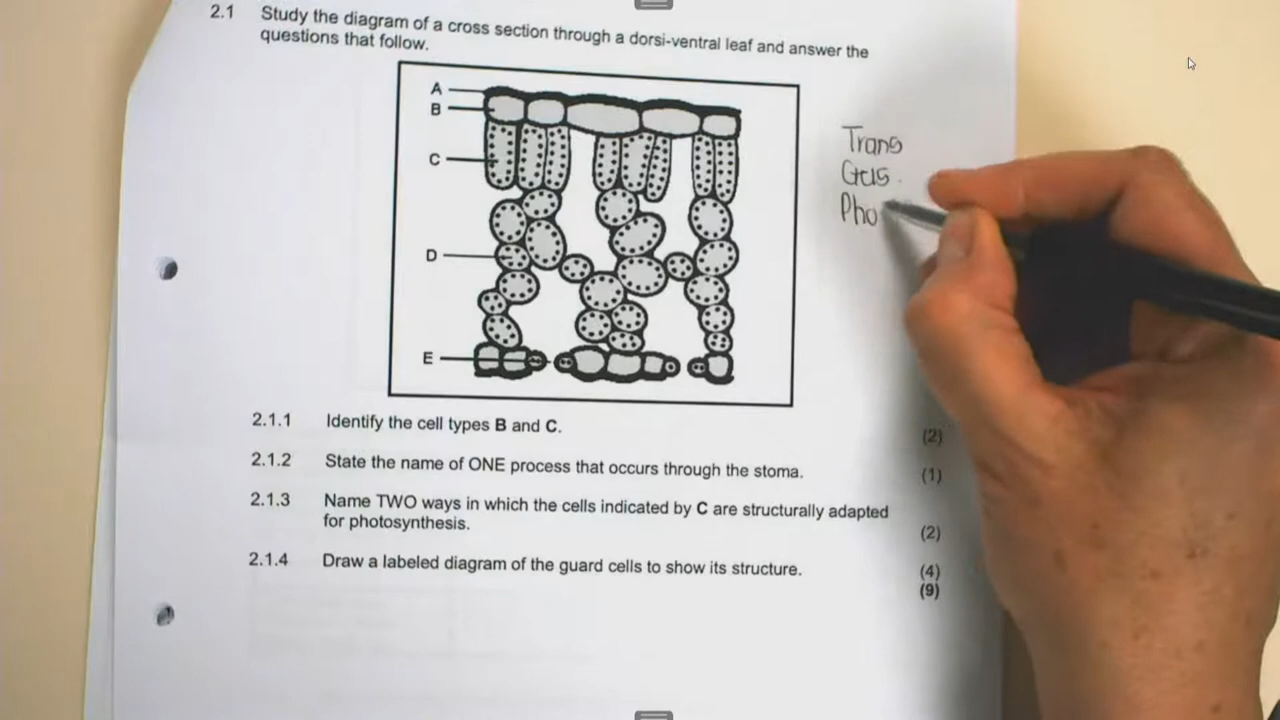 2.1 Study the diagram of a cross section through a dorsi-ventral leaf and answer the
questions that follow.
A
B
C
D
E
Trans
Gas.
Pho
2.1.1 Identify the cell types B and C. (2)
2.1.2 State the name of ONE process that occurs through the stoma. (1)
2.1.3 Name TWO ways in which the cells indicated by C are structurally adapted
for photosynthesis. (2)
2.1.4 Draw a labeled diagram of the guard cells to show its structure. (4)
(9)